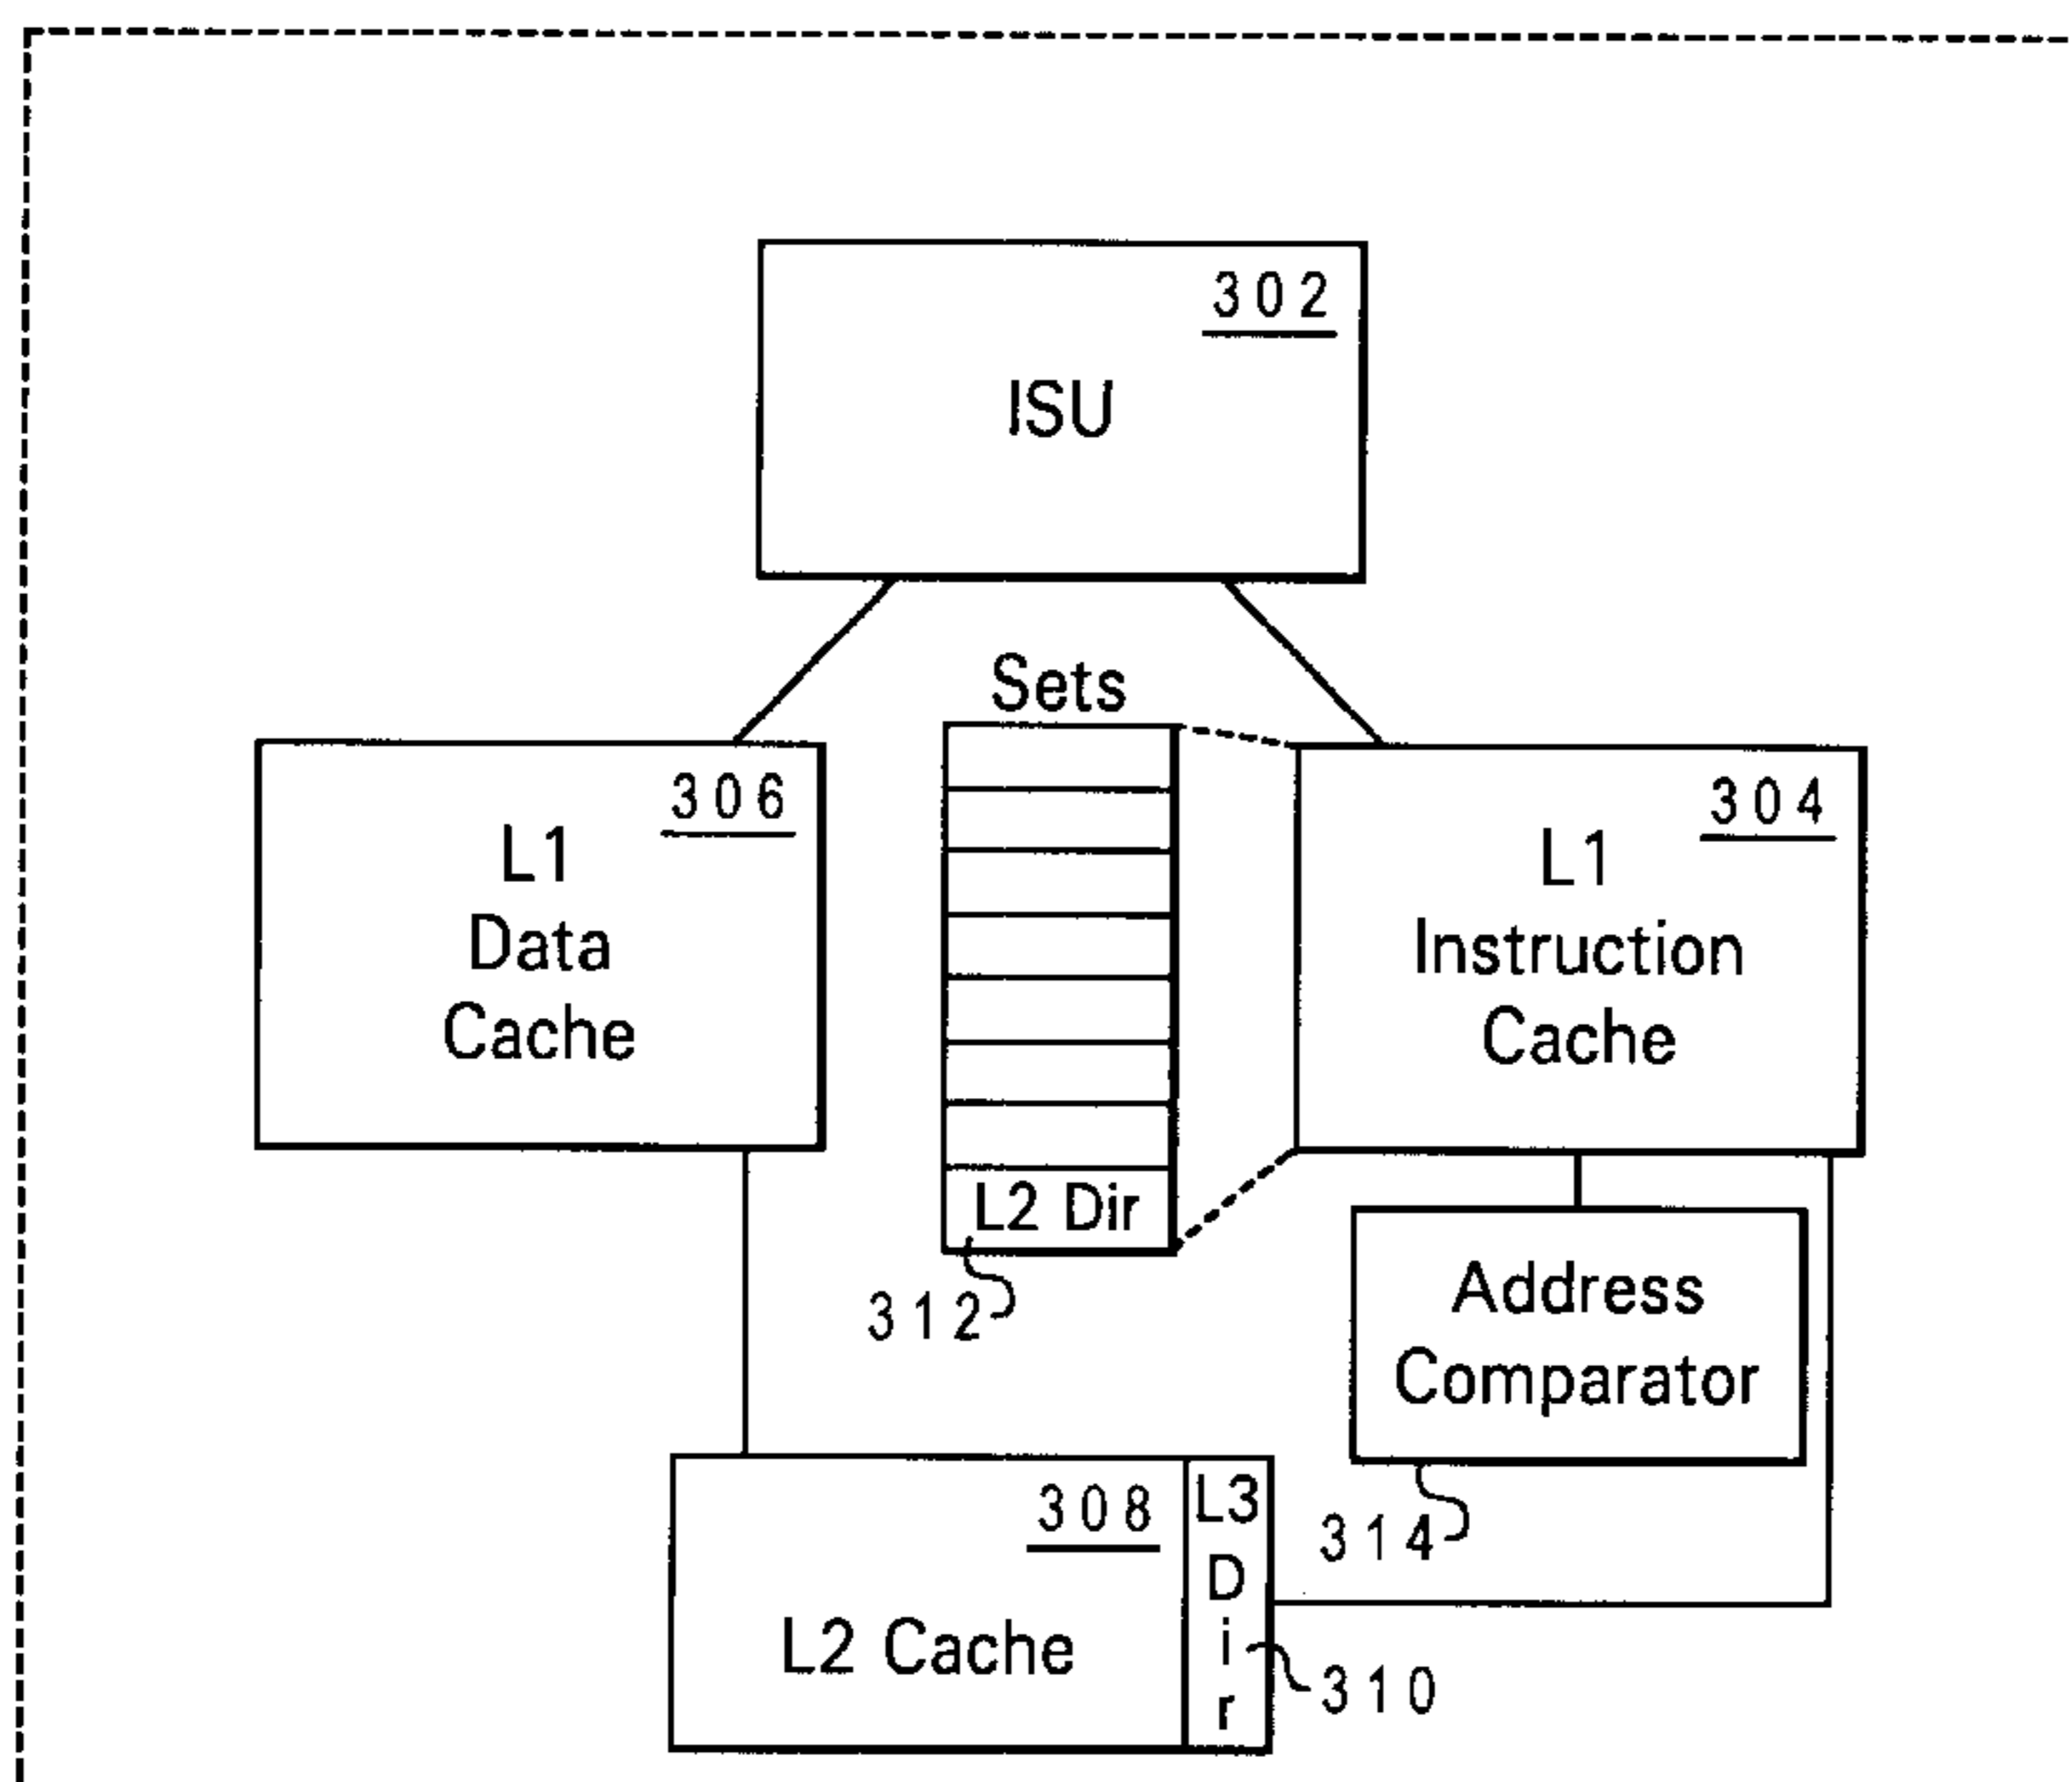 302
ISU
Sets
306
L1
Data
Cache
304
L1
Instruction
Cache
L2 Dir
312
Address
Comparator
314
308
L2 Cache
L3
D
i
r
310